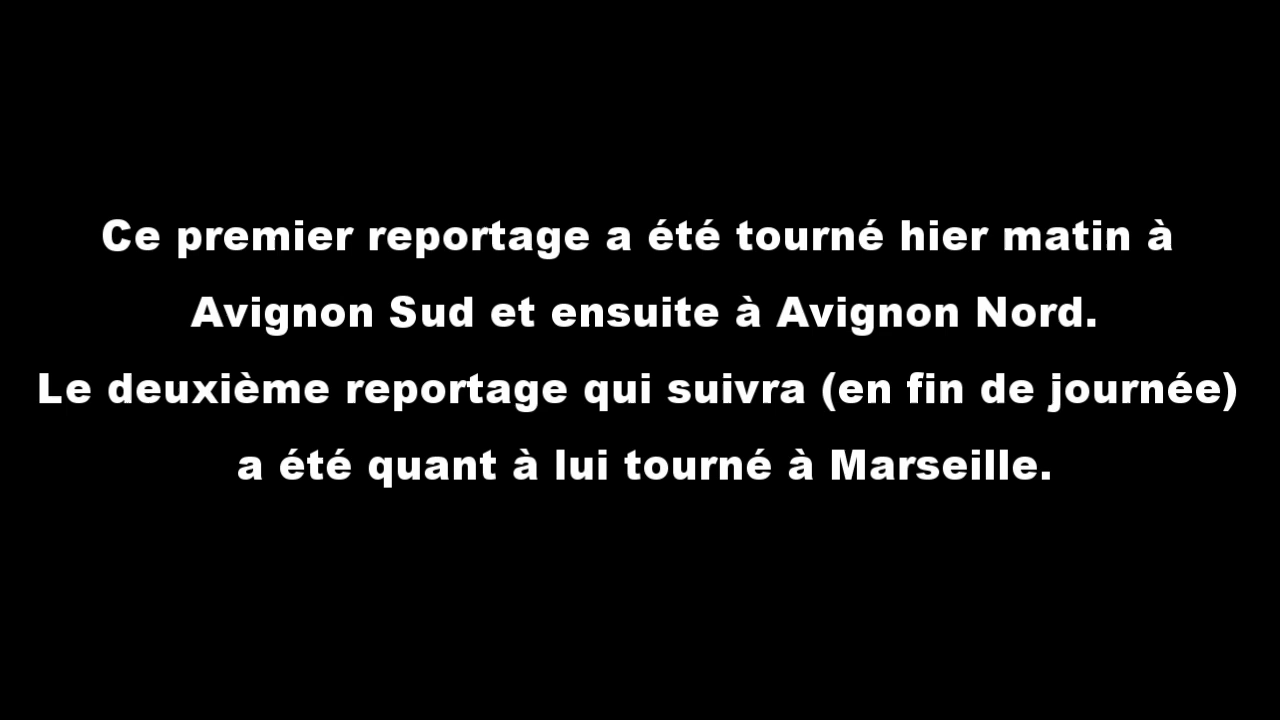 Ce premier reportage a été tourné hier matin à
Avignon Sud et ensuite à Avignon Nord.
Le deuxième reportage qui suivra (en fin de journée)
a été quant à lui tourné à Marseille.